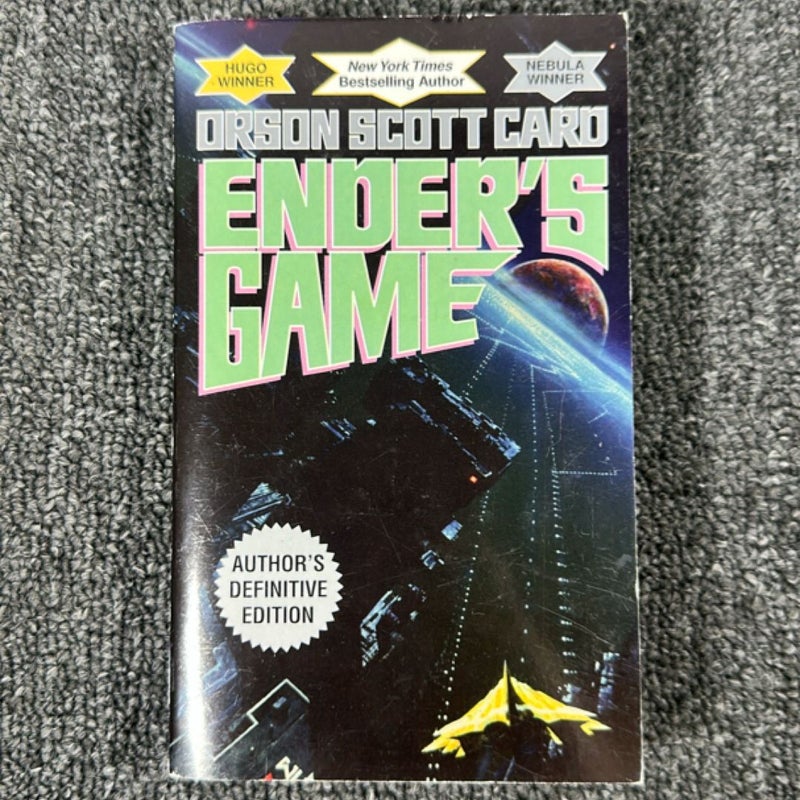 HUGO
WINNER
New York Times
Bestselling Author
NEBULA
WINNER
ORSON SCOTT CARD
ENDER'S
GAME
AUTHOR'S
DEFINITIVE
EDITION